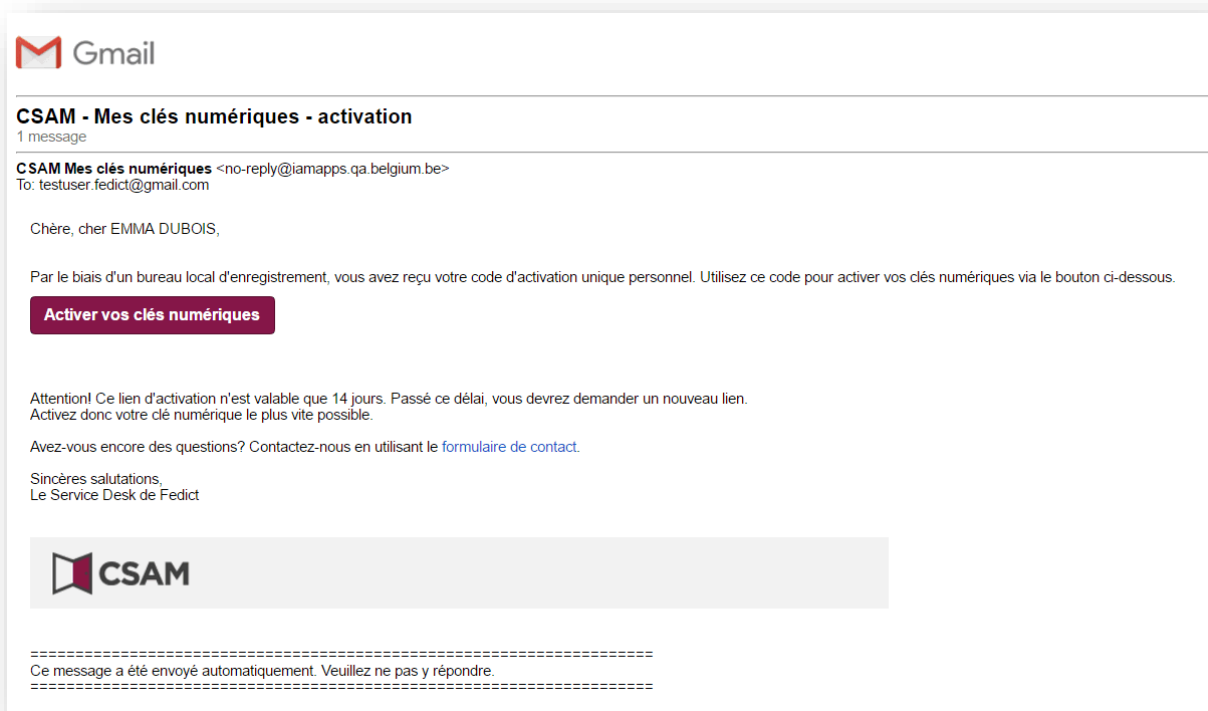 Gmail
CSAM - Mes clés numériques - activation
1 message
CSAM Mes clés numériques <no-reply@iamapps.qa.belgium.be>
To: testuser.fedict@gmail.com
Chère, cher EMMA DUBOIS,
Par le biais d'un bureau local d'enregistrement, vous avez reçu votre code d'activation unique personnel. Utilisez ce code pour activer vos clés numériques via le bouton ci-dessous.
Activer vos clés numériques
Attention! Ce lien d'activation n'est valable que 14 jours. Passé ce délai, vous devrez demander un nouveau lien.
Activez donc votre clé numérique le plus vite possible.
Avez-vous encore des questions? Contactez-nous en utilisant le formulaire de contact.
Sincères salutations,
Le Service Desk de Fedict
CSAM
=====================================================================
Ce message a été envoyé automatiquement. Veuillez ne pas y répondre.
=====================================================================